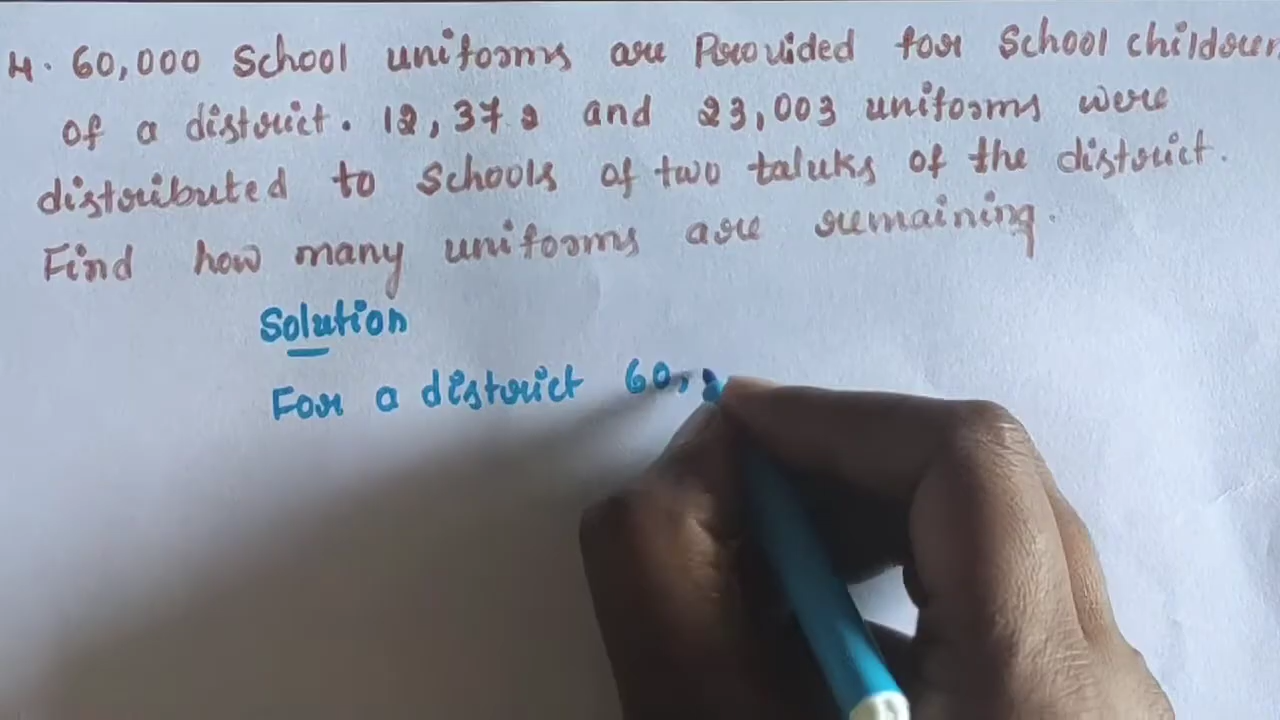 4. 60,000 School uniforms are Provided for School children
of a district. 12,372 and 23,003 uniforms were
distributed to Schools of two taluks of the district.
Find how many uniforms are remaining.
Solution
For a district 60,